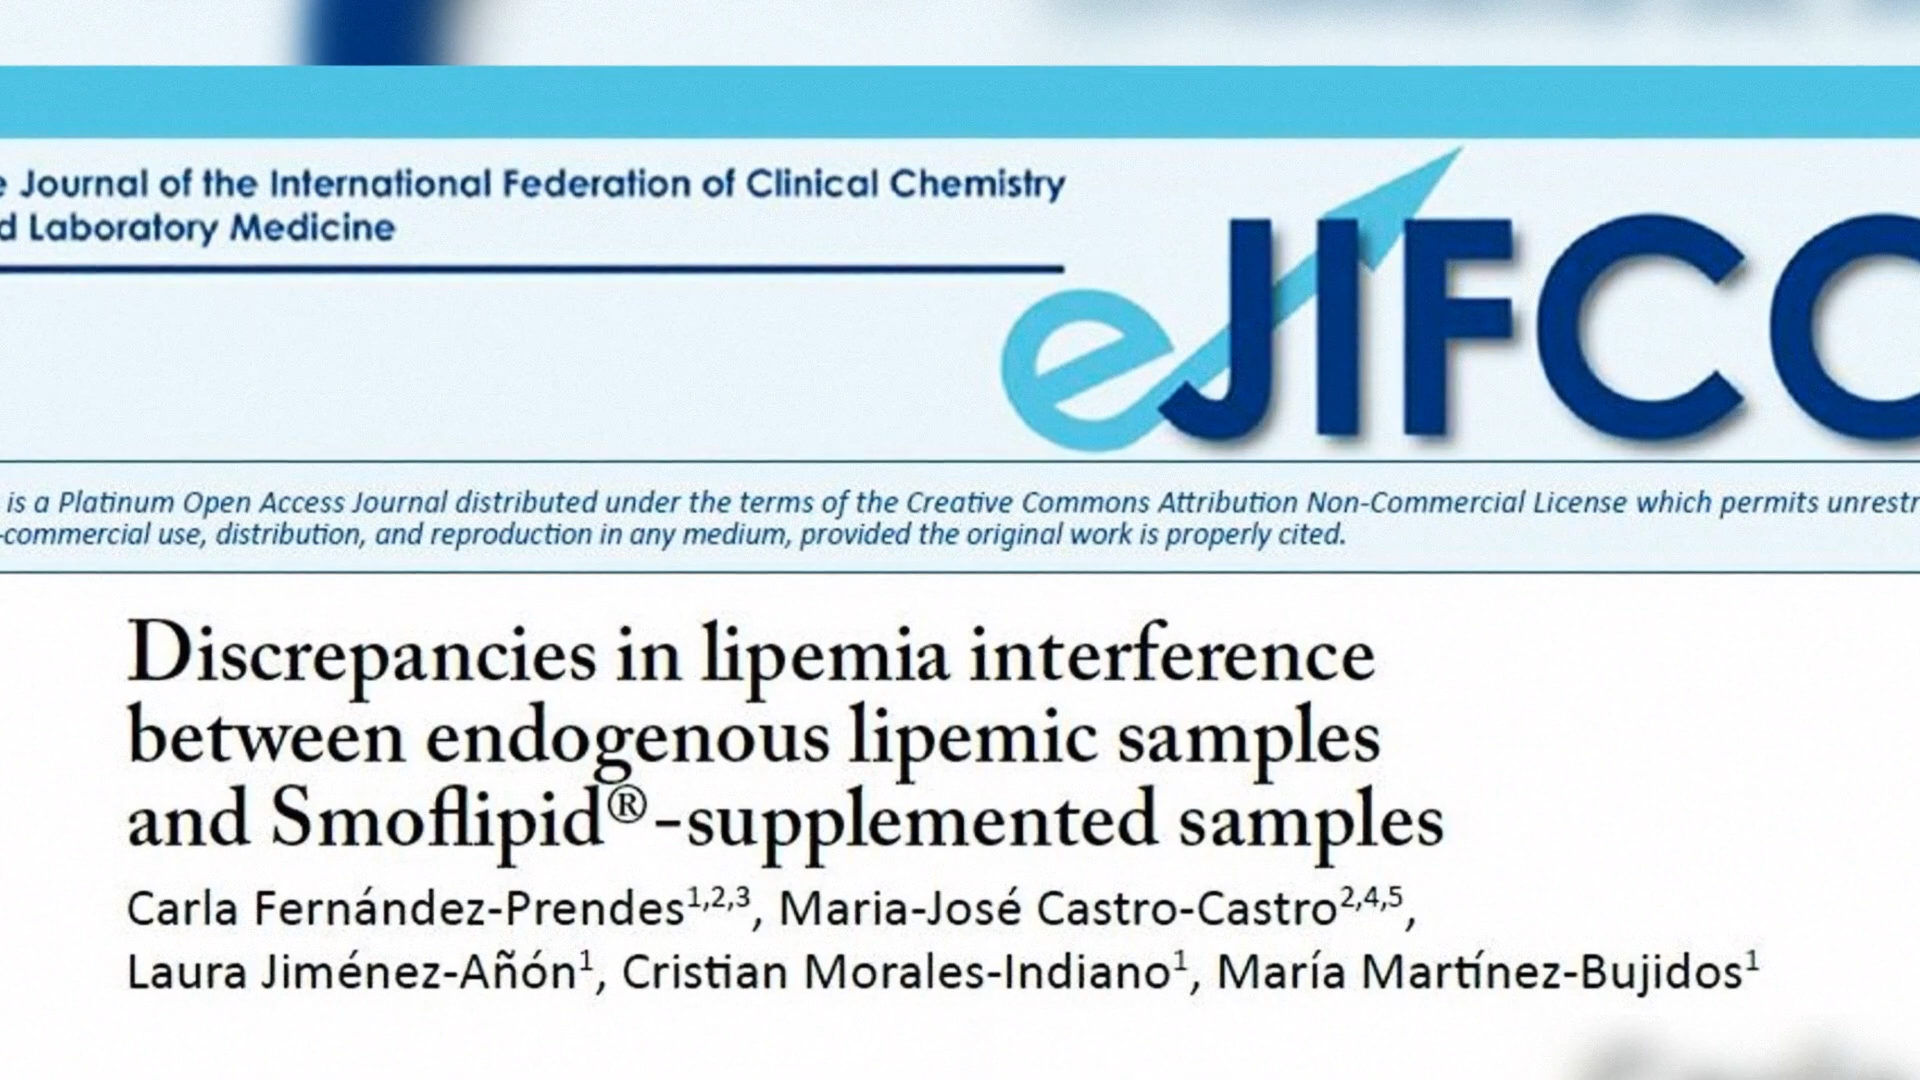 e Journal of the International Federation of Clinical Chemistry
d Laboratory Medicine
eJIFCC
is a Platinum Open Access Journal distributed under the terms of the Creative Commons Attribution Non-Commercial License which permits unrestr
-commercial use, distribution, and reproduction in any medium, provided the original work is properly cited.
Discrepancies in lipemia interference
between endogenous lipemic samples
and Smoflipid®-supplemented samples
Carla Fernández-Prendes1,2,3, Maria-José Castro-Castro2,4,5,
Laura Jiménez-Añón1, Cristian Morales-Indiano1, María Martínez-Bujidos1